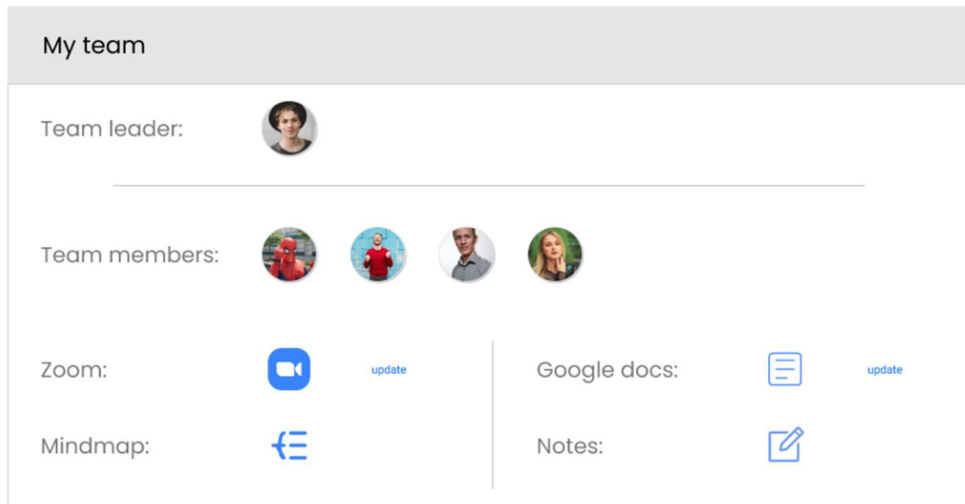 My team
Team leader:
Team members:
Zoom:
update
Google docs:
update
Mindmap:
Notes: